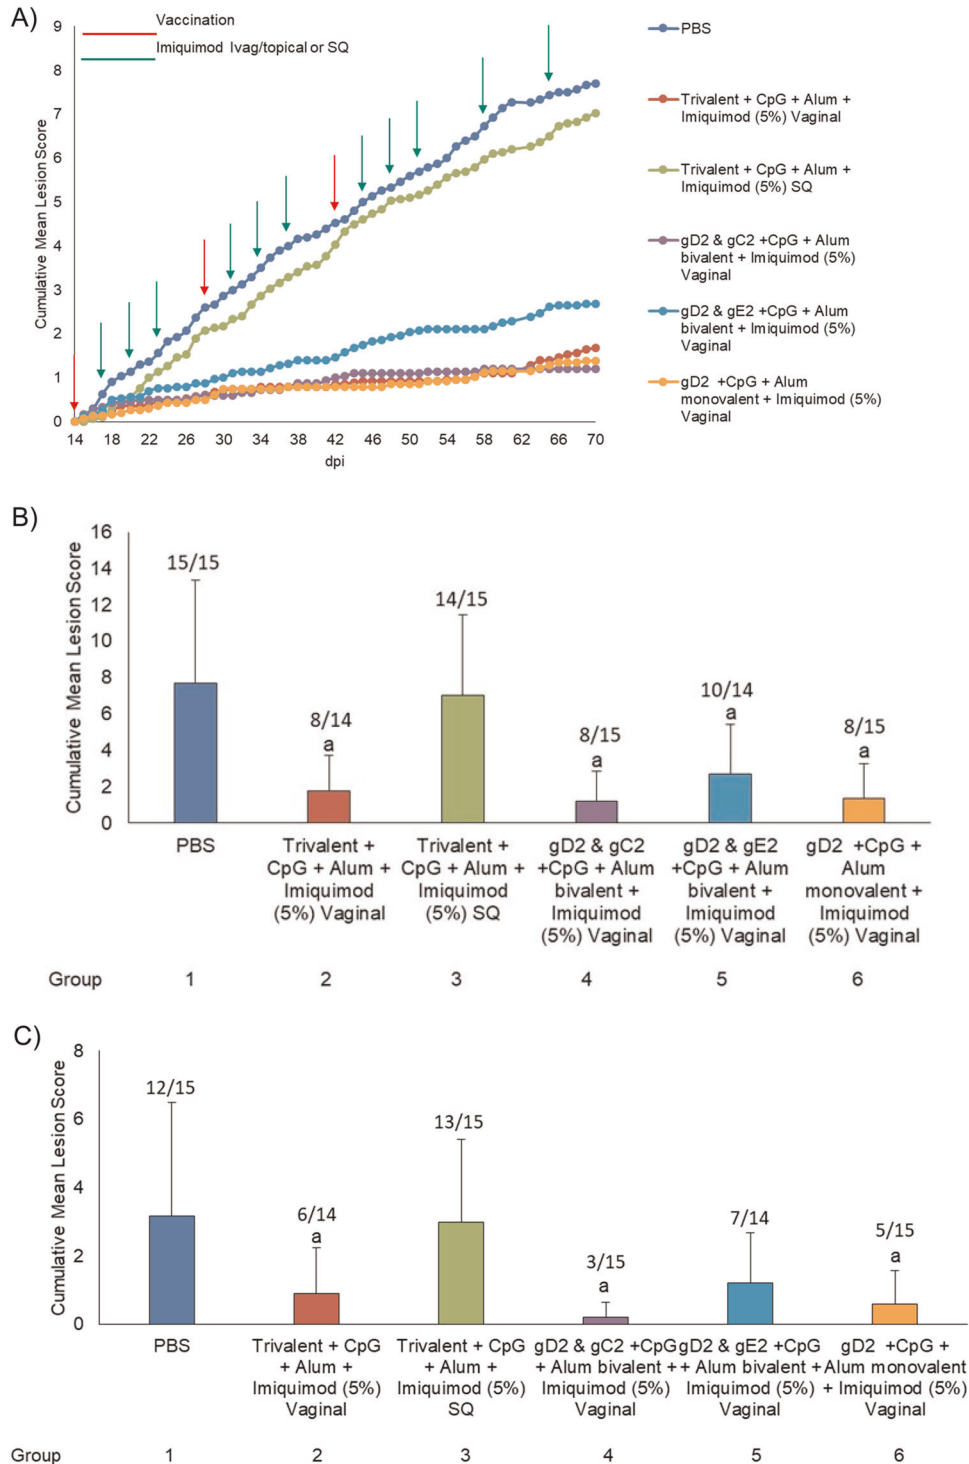 A)
Cumulative Mean Lesion Score
9
8
7
6
5
4
3
2
1
0
Vaccination
Imiquimod Ivag/topical or SQ
14 18 22 26 30 34 38 42 46 50 54 58 62 66 70
dpi
PBS
Trivalent + CpG + Alum +
Imiquimod (5%) Vaginal
Trivalent + CpG + Alum +
Imiquimod (5%) SQ
gD2 & gC2 +CpG + Alum
bivalent + Imiquimod (5%)
Vaginal
gD2 & gE2 +CpG + Alum
bivalent + Imiquimod (5%)
Vaginal
gD2 +CpG + Alum
monovalent + Imiquimod (5%)
Vaginal
B)
Cumulative Mean Lesion Score
16
14
12
10
8
6
4
2
0
15/15
8/14
a
14/15
8/15
a
10/14
a
8/15
a
PBS
Trivalent +
CpG + Alum +
Imiquimod
(5%) Vaginal
Trivalent +
CpG + Alum +
Imiquimod
(5%) SQ
gD2 & gC2
+CpG + Alum
bivalent +
Imiquimod
(5%) Vaginal
gD2 & gE2
+CpG + Alum
bivalent +
Imiquimod
(5%) Vaginal
gD2 +CpG +
Alum
monovalent +
Imiquimod
(5%) Vaginal
Group 1 2 3 4 5 6
C)
Cumulative Mean Lesion Score
8
6
4
2
0
12/15
6/14
a
13/15
3/15
a
7/14
5/15
a
PBS
Trivalent + CpG
+ Alum +
Imiquimod (5%)
Vaginal
Trivalent + CpG
+ Alum +
Imiquimod (5%)
SQ
gD2 & gC2 +CpG
+ Alum bivalent +
Imiquimod (5%)
Vaginal
gD2 & gE2 +CpG
+ Alum bivalent +
Imiquimod (5%)
Vaginal
gD2 +CpG +
Alum monovalent
+ Imiquimod (5%)
Vaginal
Group 1 2 3 4 5 6